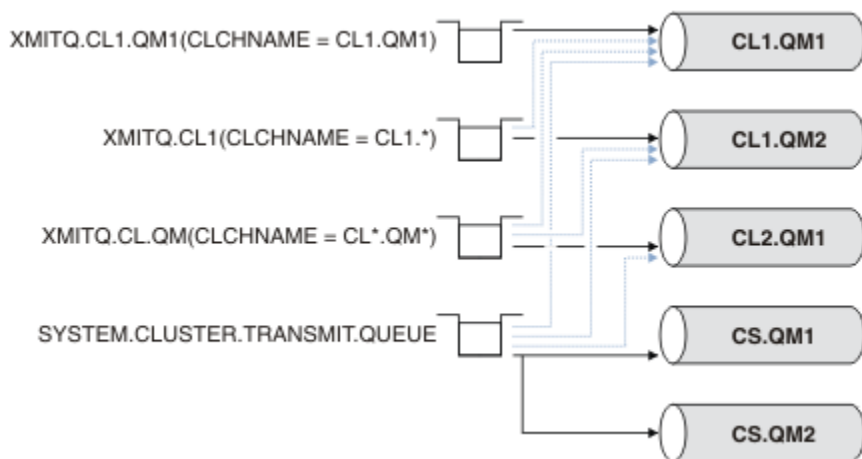 XMITQ.CL1.QM1(CLCHNAME = CL1.QM1)
CL1.QM1
XMITQ.CL1(CLCHNAME = CL1.*)
CL1.QM2
XMITQ.CL.QM(CLCHNAME = CL*.QM*)
CL2.QM1
SYSTEM.CLUSTER.TRANSMIT.QUEUE
CS.QM1
CS.QM2